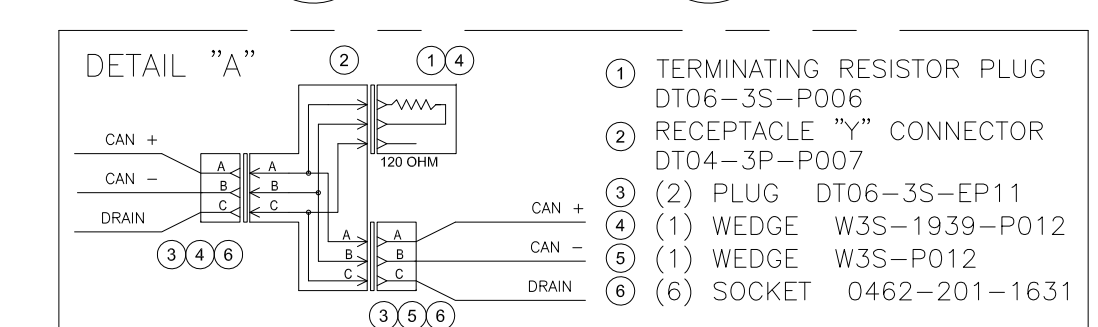 DETAIL "A"
2
1 4
CAN +
CAN -
DRAIN
A A
B B
C C
120 OHM
3 4 6
A A
B B
C C
CAN +
CAN -
DRAIN
3 5 6
1 TERMINATING RESISTOR PLUG
DT06-3S-P006
2 RECEPTACLE "Y" CONNECTOR
DT04-3P-P007
3 (2) PLUG DT06-3S-EP11
4 (1) WEDGE W3S-1939-P012
5 (1) WEDGE W3S-P012
6 (6) SOCKET 0462-201-1631